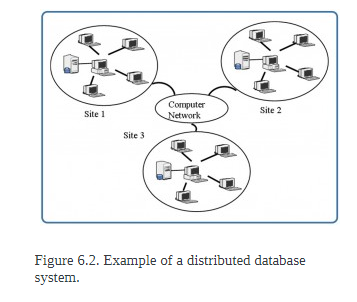 Site 1
Computer
Network
Site 2
Site 3
Figure 6.2. Example of a distributed database
system.